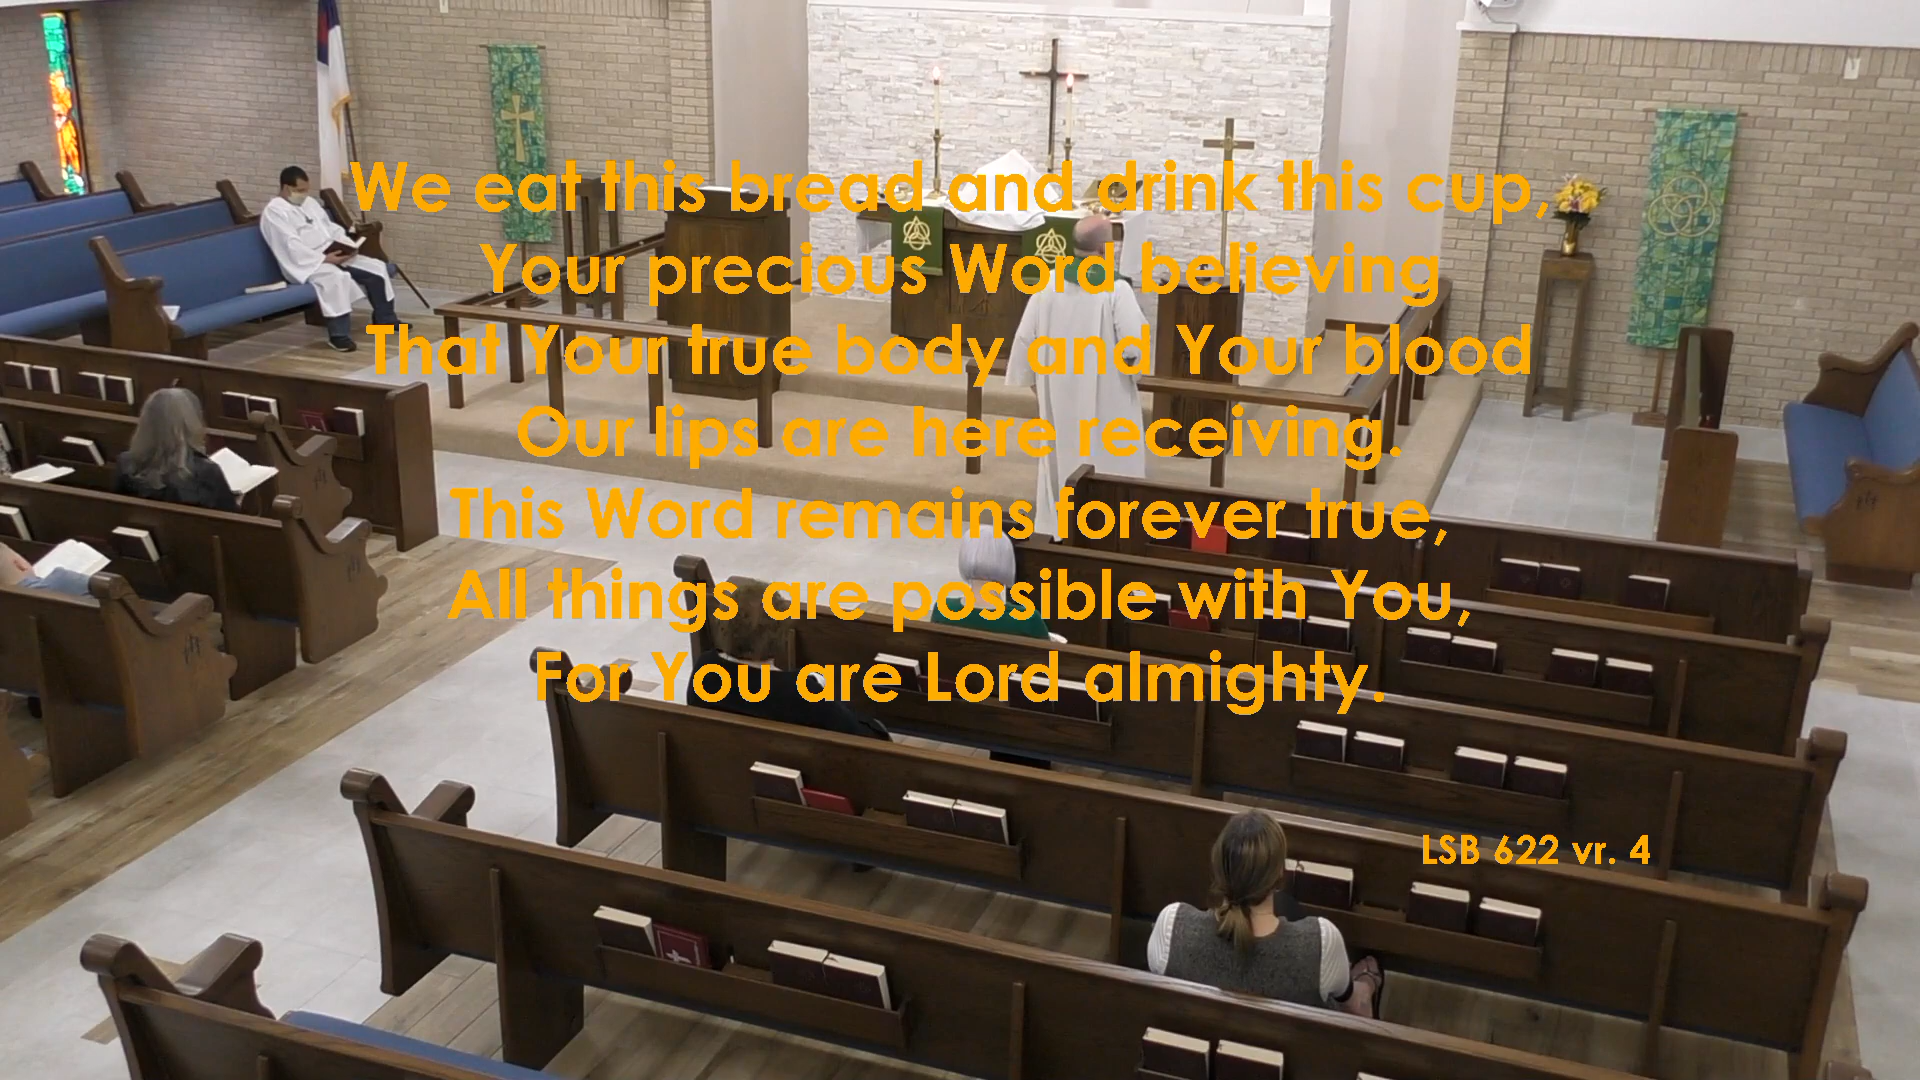 We eat this bread and drink this cup,
Your precious Word believing
That Your true body and Your blood
Our lips are here receiving.
This Word remains forever true,
All things are possible with You,
For You are Lord almighty.
LSB 622 vr. 4